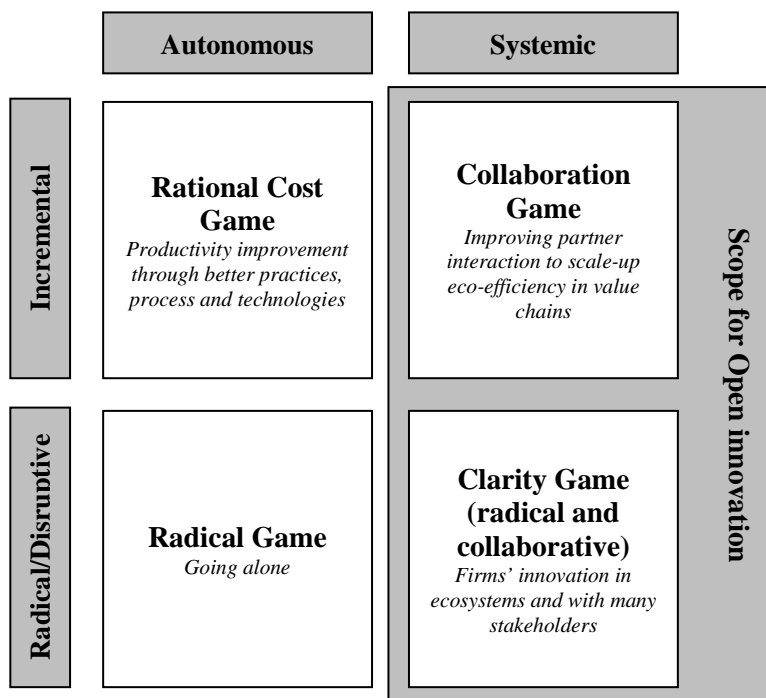 Autonomous
Systemic
Incremental
Rational Cost
Game
Productivity improvement
through better practices,
process and technologies
Collaboration
Game
Improving partner
interaction to scale-up
eco-efficiency in value
chains
Scope for Open innovation
Radical/Disruptive
Radical Game
Going alone
Clarity Game
(radical and
collaborative)
Firms’ innovation in
ecosystems and with many
stakeholders